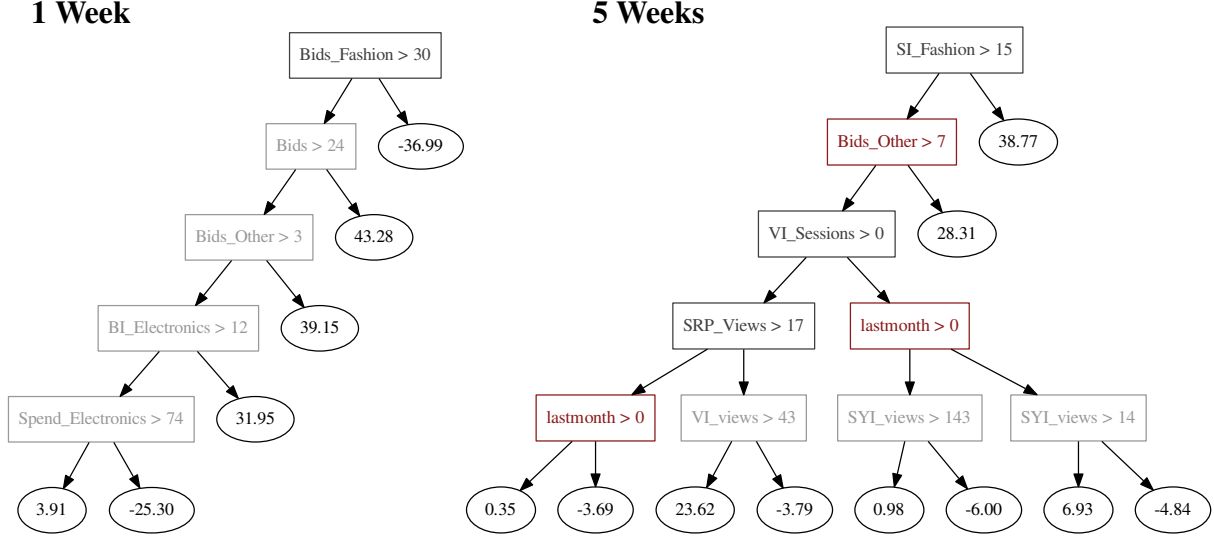 1 Week
5 Weeks
Bids_Fashion > 30
SI_Fashion > 15
Bids > 24
-36.99
Bids_Other > 7
38.77
Bids_Other > 3
43.28
VI_Sessions > 0
28.31
BI_Electronics > 12
39.15
SRP_Views > 17
lastmonth > 0
Spend_Electronics > 74
31.95
lastmonth > 0
VI_views > 43
SYI_views > 143
SYI_views > 14
3.91
-25.30
0.35
-3.69
23.62
-3.79
0.98
-6.00
6.93
-4.84